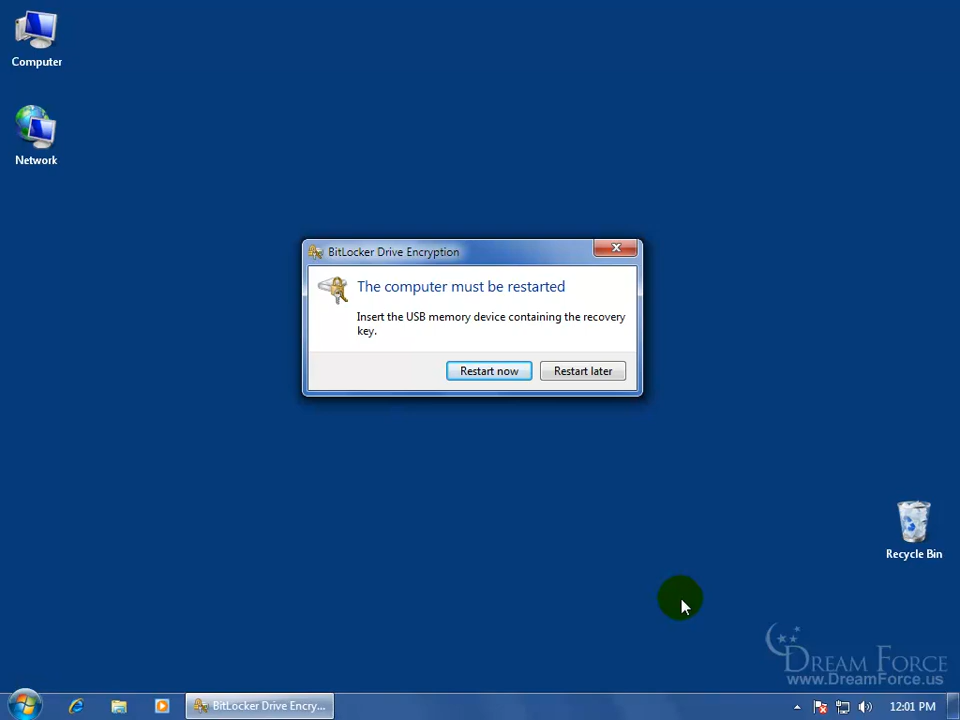 Computer
Network
BitLocker Drive Encryption
The computer must be restarted
Insert the USB memory device containing the recovery
key.
Restart now
Restart later
Recycle Bin
DREAM FORCE
www.DreamForce.us
BitLocker Drive Encry...
12:01 PM